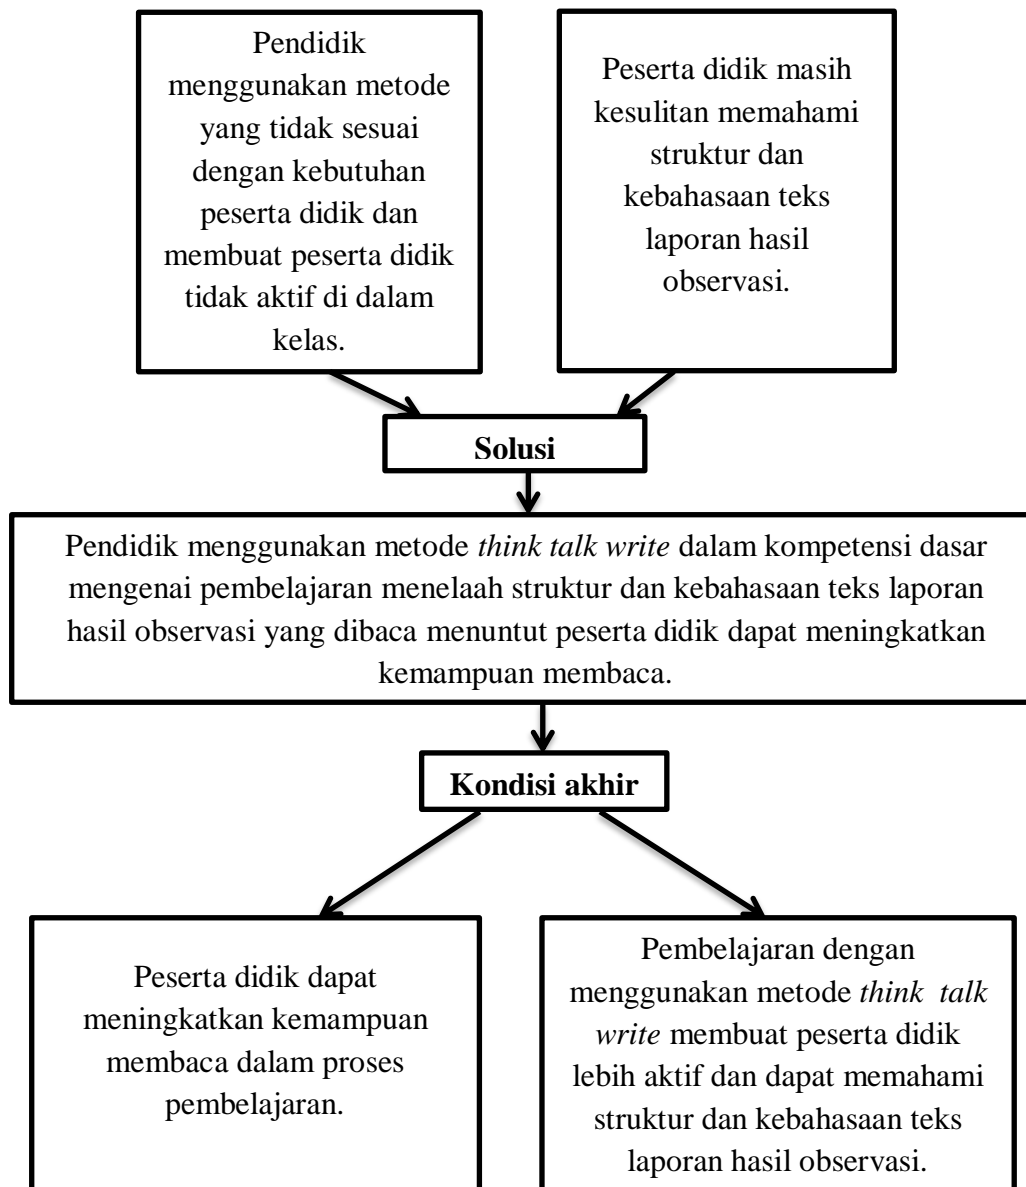 Pendidik
menggunakan metode
yang tidak sesuai
dengan kebutuhan
peserta didik dan
membuat peserta didik
tidak aktif di dalam
kelas.
Peserta didik masih
kesulitan memahami
struktur dan
kebahasaan teks
laporan hasil
observasi.
Solusi
Pendidik menggunakan metode think talk write dalam kompetensi dasar
mengenai pembelajaran menelaah struktur dan kebahasaan teks laporan
hasil observasi yang dibaca menuntut peserta didik dapat meningkatkan
kemampuan membaca.
Kondisi akhir
Peserta didik dapat
meningkatkan kemampuan
membaca dalam proses
pembelajaran.
Pembelajaran dengan
menggunakan metode think talk
write membuat peserta didik
lebih aktif dan dapat memahami
struktur dan kebahasaan teks
laporan hasil observasi.